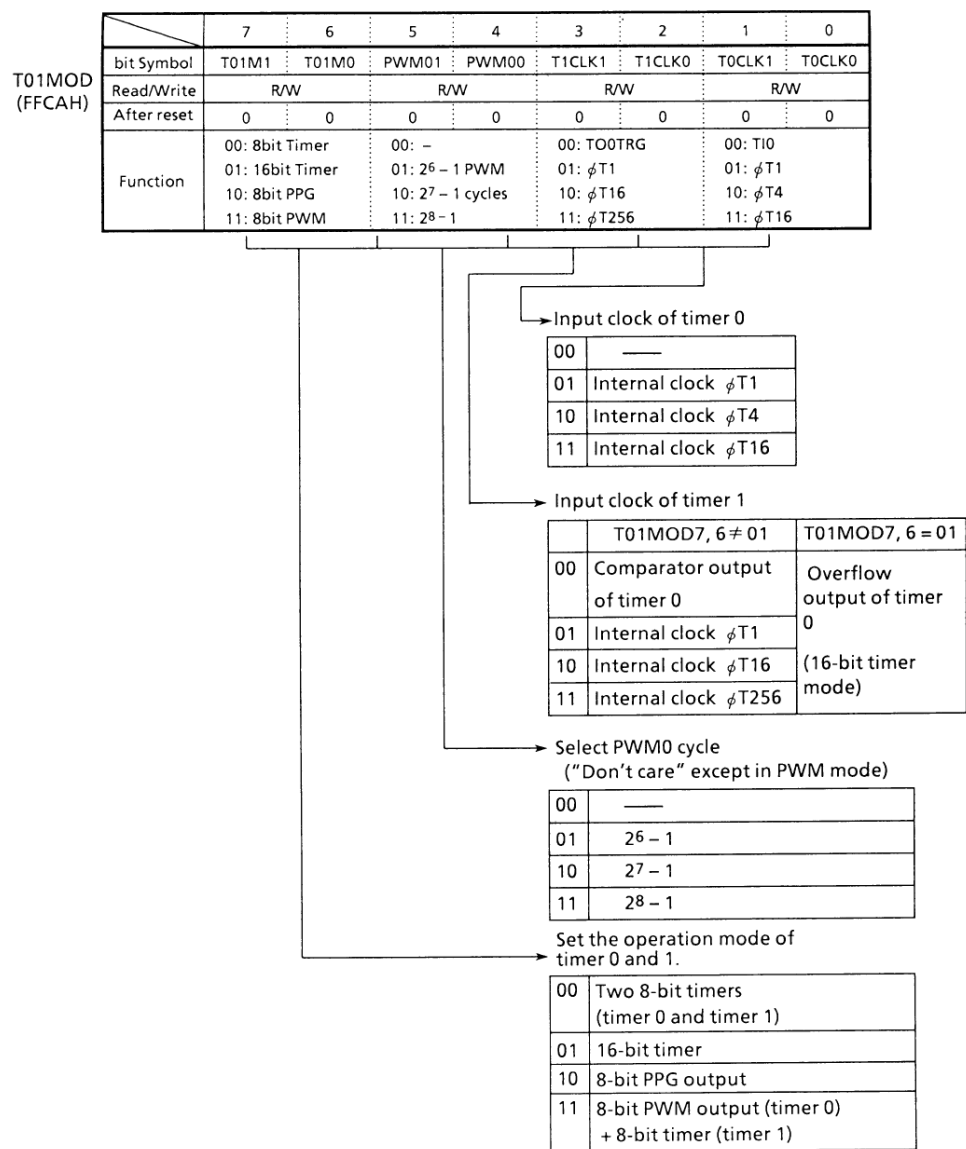 7 6 5 4 3 2 1 0
bit Symbol T01M1 T01M0 PWM01 PWM00 T1CLK1 T1CLK0 T0CLK1 T0CLK0
T01MOD
(FFCAH)
Read/Write R/W R/W R/W R/W
After reset 0 0 0 0 0 0 0 0
Function
00: 8bit Timer 00: – 00: TO0TRG 00: TI0
01: 16bit Timer 01: 2⁶ – 1 PWM 01: ϕT1 01: ϕT1
10: 8bit PPG 10: 2⁷ – 1 cycles 10: ϕT16 10: ϕT4
11: 8bit PWM 11: 2⁸ – 1 11: ϕT256 11: ϕT16
Input clock of timer 0
00 ——
01 Internal clock ϕT1
10 Internal clock ϕT4
11 Internal clock ϕT16
Input clock of timer 1
T01MOD7, 6 ≠ 01 T01MOD7, 6 = 01
00 Comparator output
of timer 0
01 Internal clock ϕT1
10 Internal clock ϕT16
11 Internal clock ϕT256
Overflow
output of timer
0
(16-bit timer
mode)
Select PWM0 cycle
("Don't care" except in PWM mode)
00 ——
01 2⁶ – 1
10 2⁷ – 1
11 2⁸ – 1
Set the operation mode of
timer 0 and 1.
00 Two 8-bit timers
(timer 0 and timer 1)
01 16-bit timer
10 8-bit PPG output
11 8-bit PWM output (timer 0)
+ 8-bit timer (timer 1)